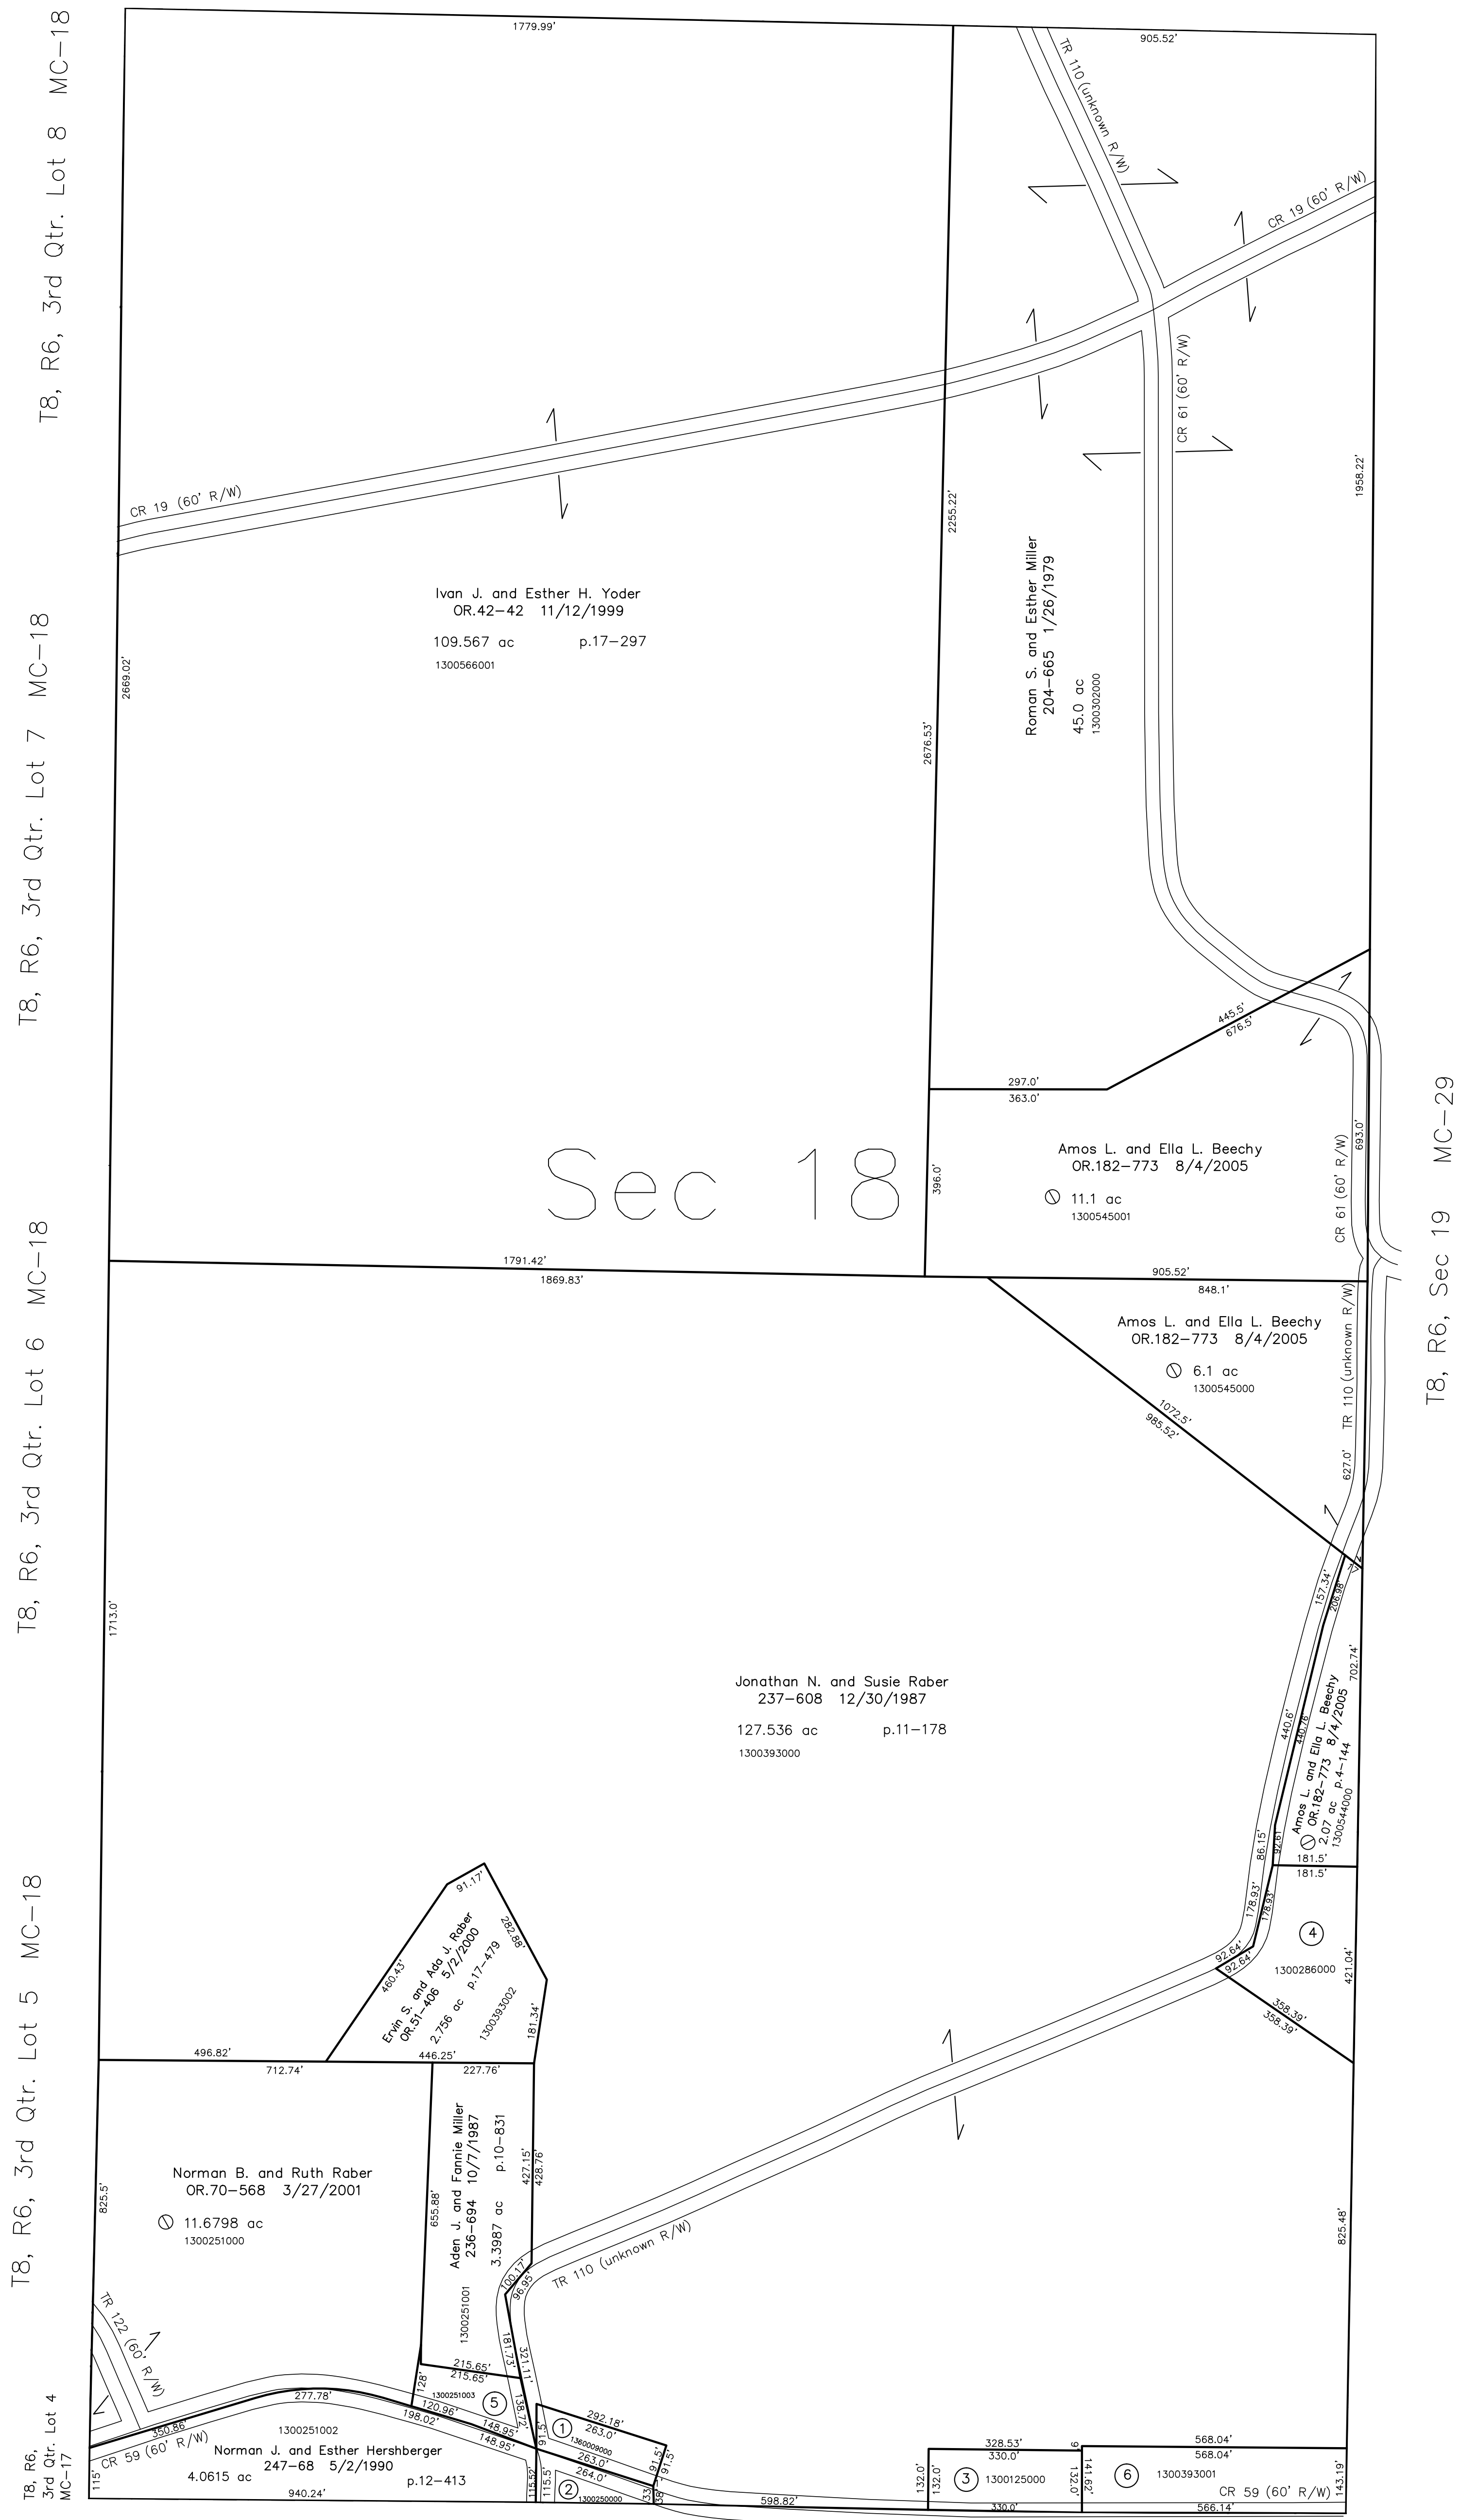 1779.99'
905.52'
T8, R6, 3rd Qtr. Lot 8   MC-18
TR 110 (unknown R/W)
CR 19 (60' R/W)
CR 61 (60' R/W)
CR 19 (60' R/W)
2255.22'
1958.22'
Ivan J. and Esther H. Yoder
OR.42-42   11/12/1999
109.567 ac   p.17-297
1300566001
Roman S. and Esther Miller
204-665   1/26/1979
45.0 ac
1300302000
2669.02'
2676.53'
T8, R6, 3rd Qtr. Lot 7   MC-18
445.5'
676.5'
297.0'
363.0'
Amos L. and Ella L. Beechy
OR.182-773   8/4/2005
11.1 ac
1300545001
396.0'
693.0'
CR 61 (60' R/W)
Sec 18
T8, R6, Sec 19   MC-29
1791.42'
1869.83'
905.52'
848.1'
Amos L. and Ella L. Beechy
OR.182-773   8/4/2005
6.1 ac
1300545000
TR 110 (unknown R/W)
627.0'
1072.5'
985.52'
T8, R6, 3rd Qtr. Lot 6   MC-18
1713.0'
157.34'
206.98'
702.74'
Jonathan N. and Susie Raber
237-608   12/30/1987
127.536 ac   p.11-178
1300393000
440.6'
440.76'
Amos L. and Ella L. Beechy
OR.182-773   8/4/2005
2.07 ac   p.4-144
1300544000
86.15'
92.61'
181.5'
181.5'
178.93'
178.93'
4
1300286000
421.04'
92.64'
92.64'
358.39'
358.39'
T8, R6, 3rd Qtr. Lot 5   MC-18
91.17'
282.88'
460.43'
Ervin S. and Ada J. Raber
OR.51-406   5/2/2000
2.756 ac   p.17-479
1300393002
181.34'
496.82'
446.25'
712.74'
227.76'
Norman B. and Ruth Raber
OR.70-568   3/27/2001
11.6798 ac
1300251000
825.5'
655.88'
Aden J. and Fannie Miller
236-694   10/7/1987
3.3987 ac   p.10-831
1300251001
427.15'
428.76'
825.48'
TR 110 (unknown R/W)
100.17'
96.95'
181.73'
321.11'
TR 122 (60' R/W)
215.65'
215.65'
128'
1300251003
5
138.72'
277.78'
350.86'
120.96'
198.02'
148.95'
148.95'
CR 59 (60' R/W)
1300251002
Norman J. and Esther Hershberger
247-68   5/2/1990
4.0615 ac   p.12-413
115'
940.24'
115.52'
115.5'
91.5'
1
1360009000
292.18'
263.0'
263.0'
264.0'
91.5'
91.5'
2
1300250000
33'
38'
598.82'
328.53'
330.0'
132.0'
132.0'
3
1300125000
330.0'
132.0'
141.62'
568.04'
568.04'
6
1300393001
143.19'
CR 59 (60' R/W)
566.14'
T8, R6,
3rd Qtr. Lot 4
MC-17